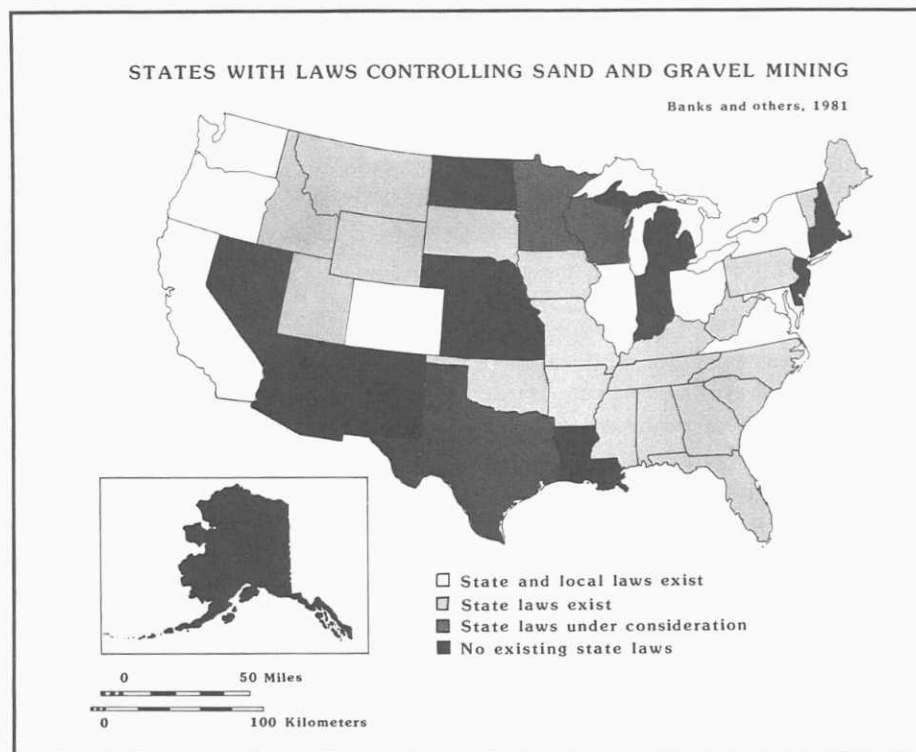 STATES WITH LAWS CONTROLLING SAND AND GRAVEL MINING
Banks and others, 1981
State and local laws exist
State laws exist
State laws under consideration
No existing state laws
0 50 Miles
0 100 Kilometers